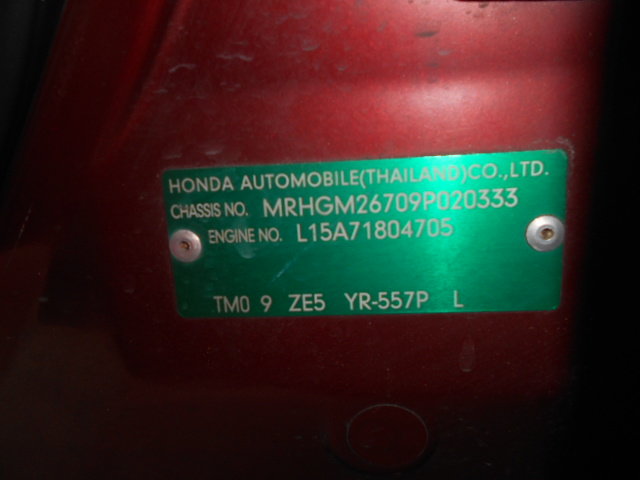 HONDA AUTOMOBILE(THAILAND)CO.,LTD.
CHASSIS NO. MRHGM26709P020333
ENGINE NO. L15A71804705
TM0 9 ZE5 YR-557P L